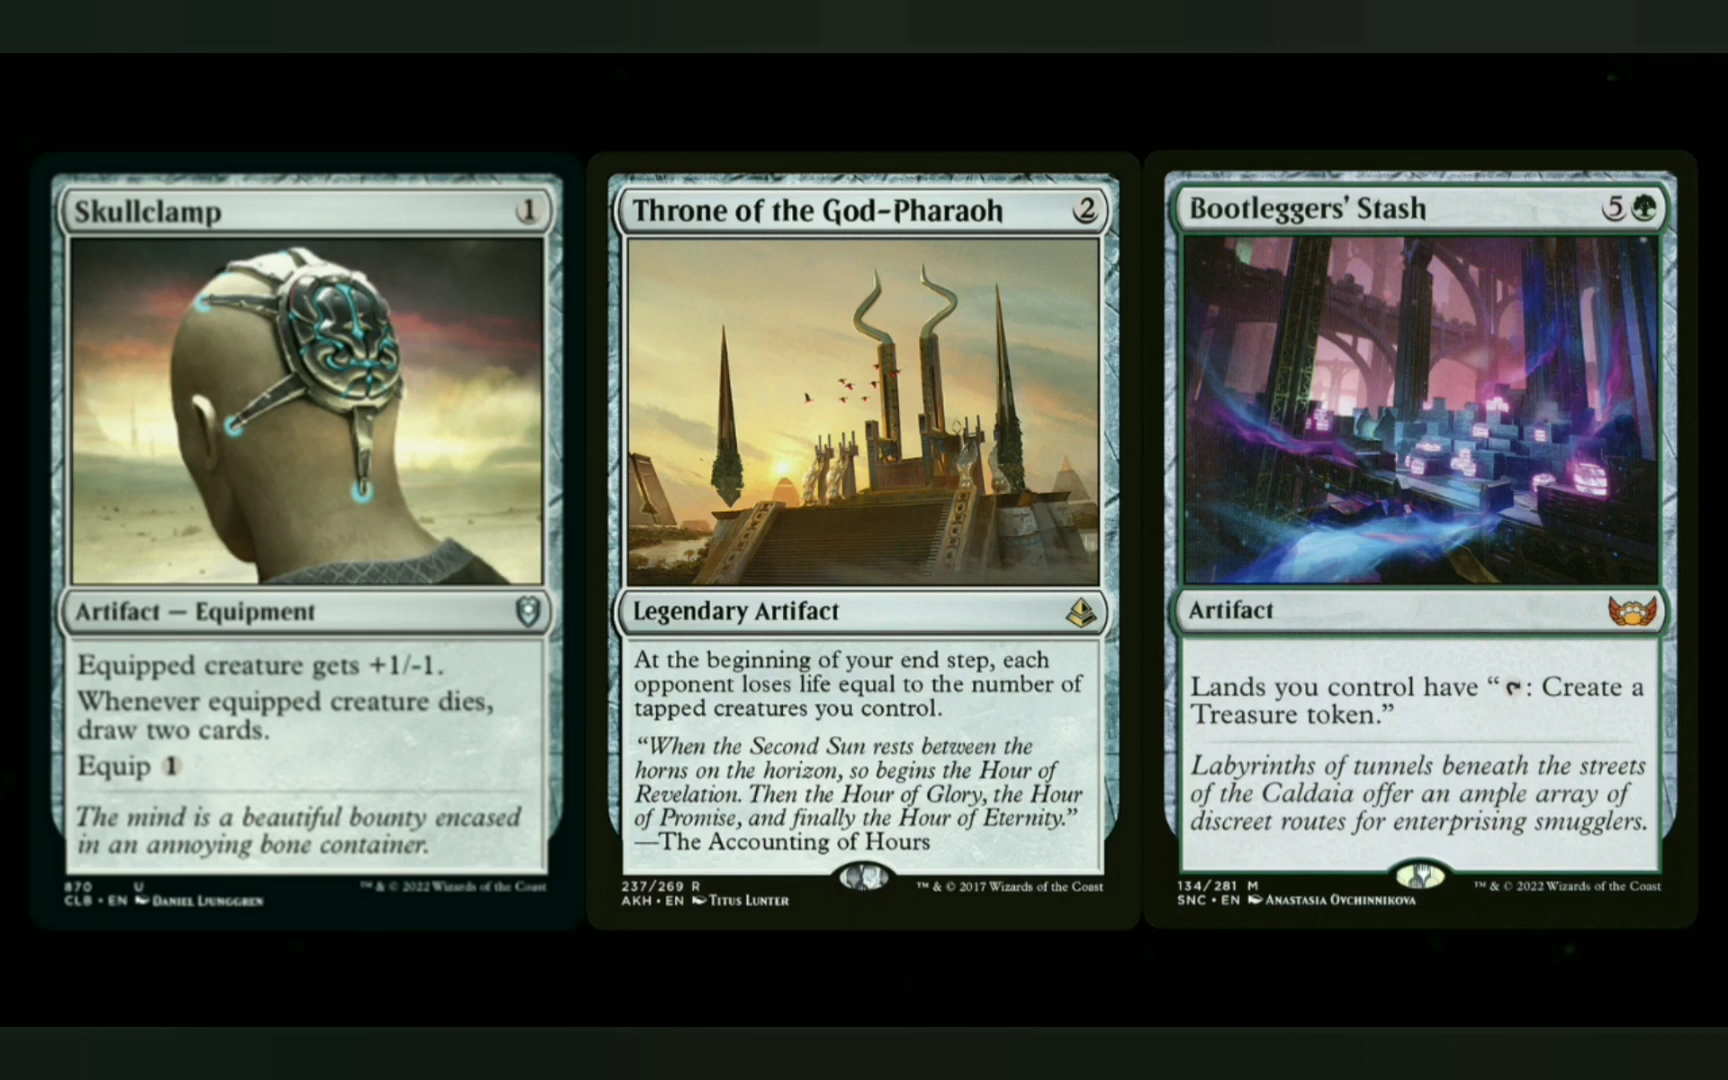 Skullclamp 1
Artifact — Equipment
Equipped creature gets +1/-1.
Whenever equipped creature dies,
draw two cards.
Equip 1
The mind is a beautiful bounty encased
in an annoying bone container.
870 U
CLB • EN DANIEL LJUNGGREN
™ & © 2022 Wizards of the Coast
Throne of the God-Pharaoh 2
Legendary Artifact
At the beginning of your end step, each
opponent loses life equal to the number of
tapped creatures you control.
“When the Second Sun rests between the
horns on the horizon, so begins the Hour of
Revelation. Then the Hour of Glory, the Hour
of Promise, and finally the Hour of Eternity.”
—The Accounting of Hours
237/269 R
AKH • EN TITUS LUNTER
™ & © 2017 Wizards of the Coast
Bootleggers’ Stash 5
Artifact
Lands you control have “ : Create a
Treasure token.”
Labyrinths of tunnels beneath the streets
of the Caldaia offer an ample array of
discreet routes for enterprising smugglers.
134/281 M
SNC • EN ANASTASIA OVCHINNIKOVA
™ & © 2022 Wizards of the Coast